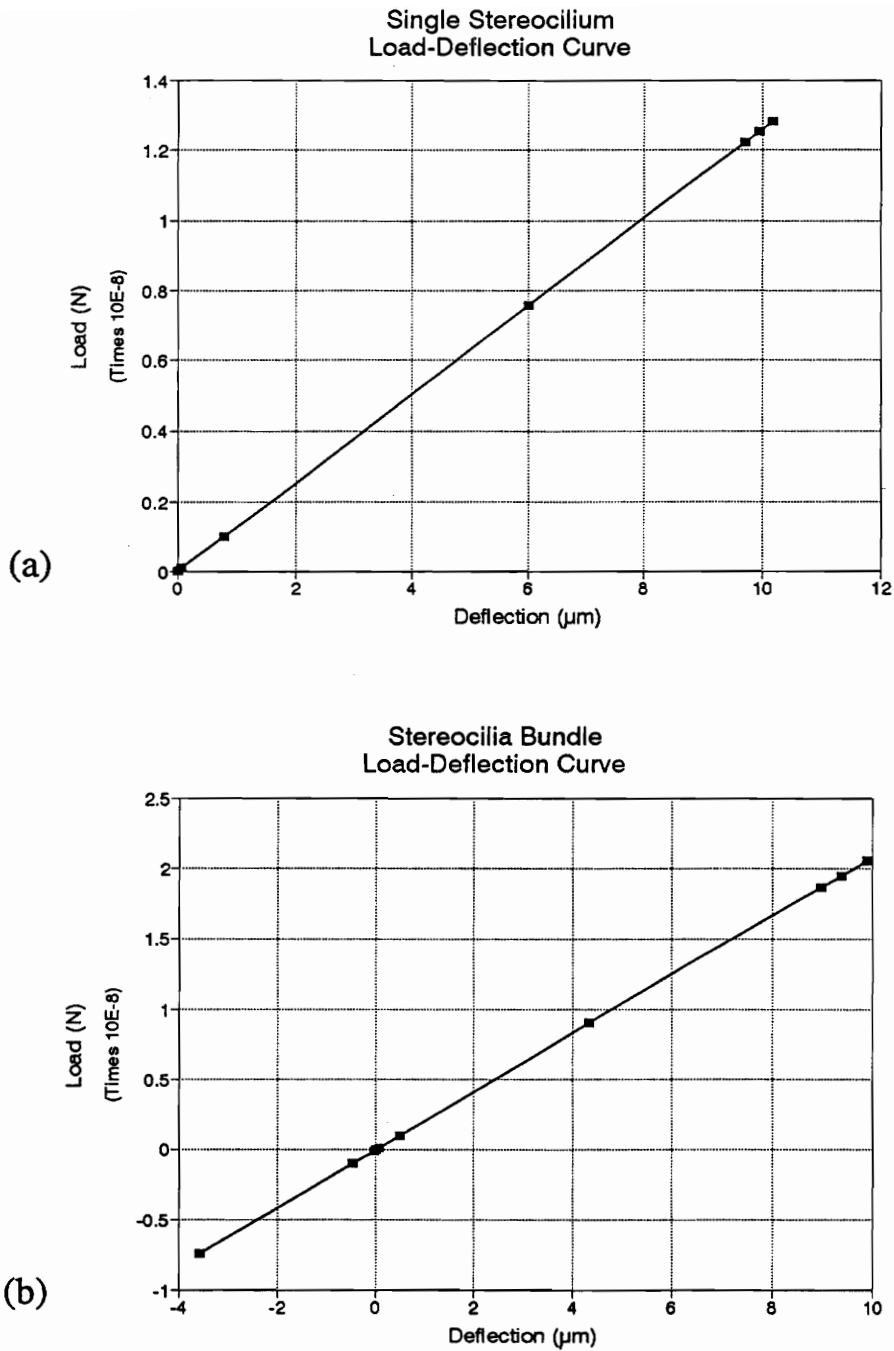 Single Stereocilium
Load-Deflection Curve
1.4
1.2
1
0.8
0.6
0.4
0.2
0
Load (N)
(Times 10E-8)
0 2 4 6 8 10 12
Deflection (µm)
(a)
Stereocilia Bundle
Load-Deflection Curve
2.5
2
1.5
1
0.5
0
-0.5
-1
Load (N)
(Times 10E-8)
-4 -2 0 2 4 6 8 10
Deflection (µm)
(b)